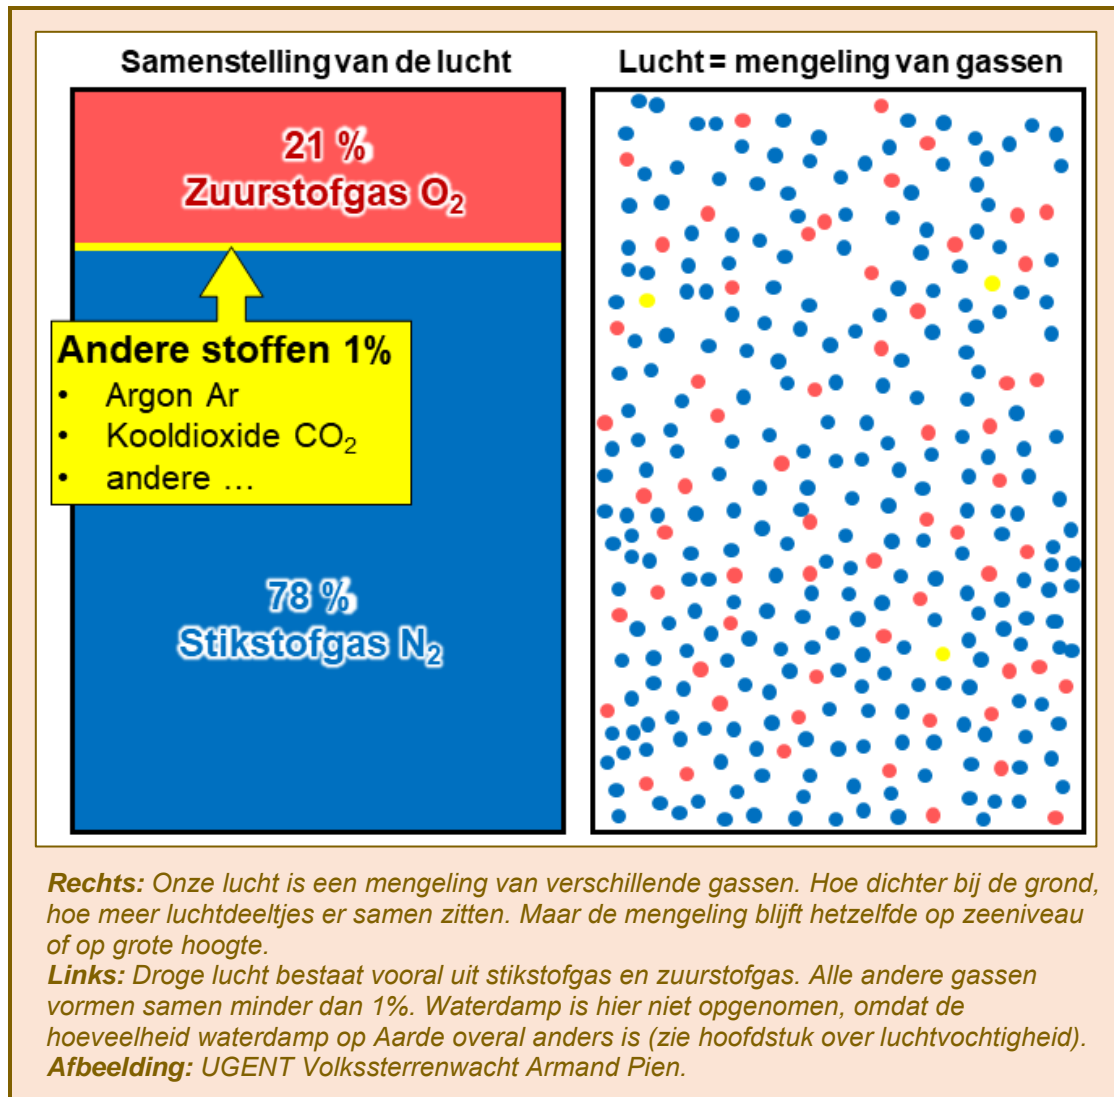 Samenstelling van de lucht
21 %
Zuurstofgas O₂
Andere stoffen 1%
• Argon Ar
• Kooldioxide CO₂
• andere …
78 %
Stikstofgas N₂
Lucht = mengeling van gassen
Rechts: Onze lucht is een mengeling van verschillende gassen. Hoe dichter bij de grond,
hoe meer luchtdeeltjes er samen zitten. Maar de mengeling blijft hetzelfde op zeeniveau
of op grote hoogte.
Links: Droge lucht bestaat vooral uit stikstofgas en zuurstofgas. Alle andere gassen
vormen samen minder dan 1%. Waterdamp is hier niet opgenomen, omdat de
hoeveelheid waterdamp op Aarde overal anders is (zie hoofdstuk over luchtvochtigheid).
Afbeelding: UGENT Volkssterrenwacht Armand Pien.